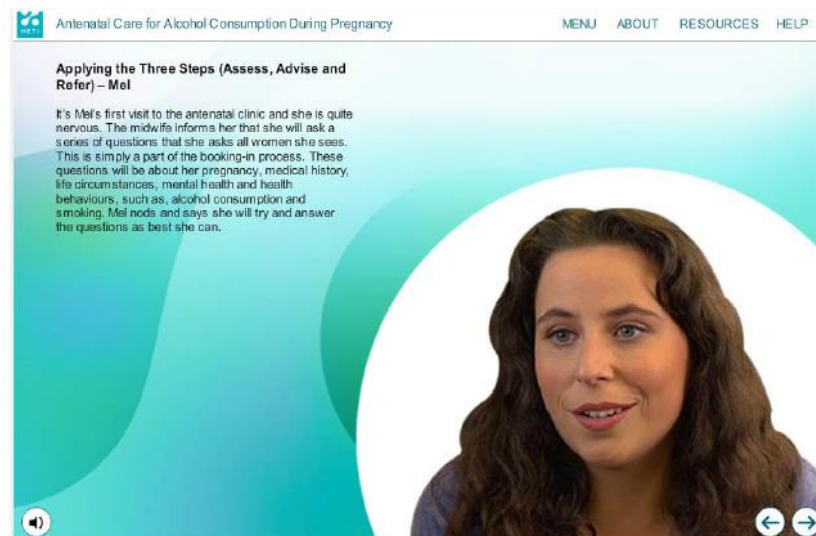 HETI
Antenatal Care for Alcohol Consumption During Pregnancy
MENU ABOUT RESOURCES HELP
Applying the Three Steps (Assess, Advise and
Refer) – Mel
It's Mel's first visit to the antenatal clinic and she is quite
nervous. The midwife informs her that she will ask a
series of questions that she asks all women she sees.
This is simply a part of the booking-in process. These
questions will be about her pregnancy, medical history,
life circumstances, mental health and health
behaviours, such as, alcohol consumption and
smoking. Mel nods and says she will try and answer
the questions as best she can.